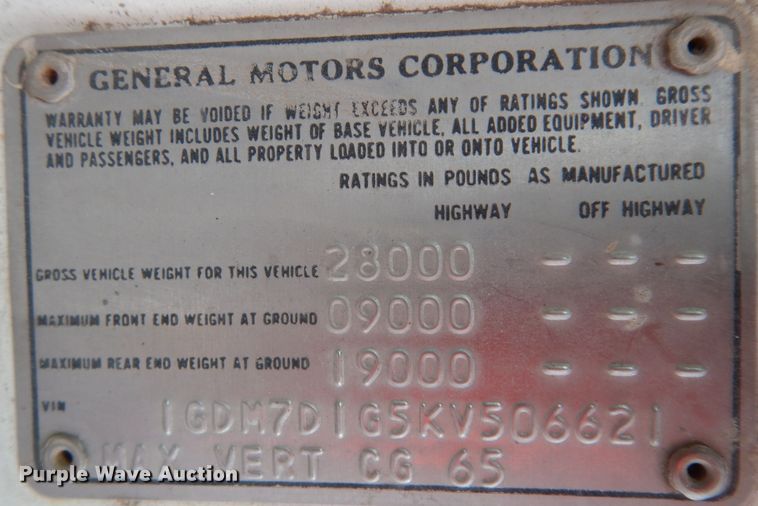 GENERAL MOTORS CORPORATION
WARRANTY MAY BE VOIDED IF WEIGHT EXCEEDS ANY OF RATINGS SHOWN. GROSS
VEHICLE WEIGHT INCLUDES WEIGHT OF BASE VEHICLE, ALL ADDED EQUIPMENT, DRIVER
AND PASSENGERS, AND ALL PROPERTY LOADED INTO OR ONTO VEHICLE.
RATINGS IN POUNDS AS MANUFACTURED
HIGHWAY OFF HIGHWAY
GROSS VEHICLE WEIGHT FOR THIS VEHICLE 28000 - - -
MAXIMUM FRONT END WEIGHT AT GROUND 09000 - - -
MAXIMUM REAR END WEIGHT AT GROUND 19000 - - -
VIN 1GDM7D1G5KV506621
MAX VERT CG 65
Purple Wave Auction